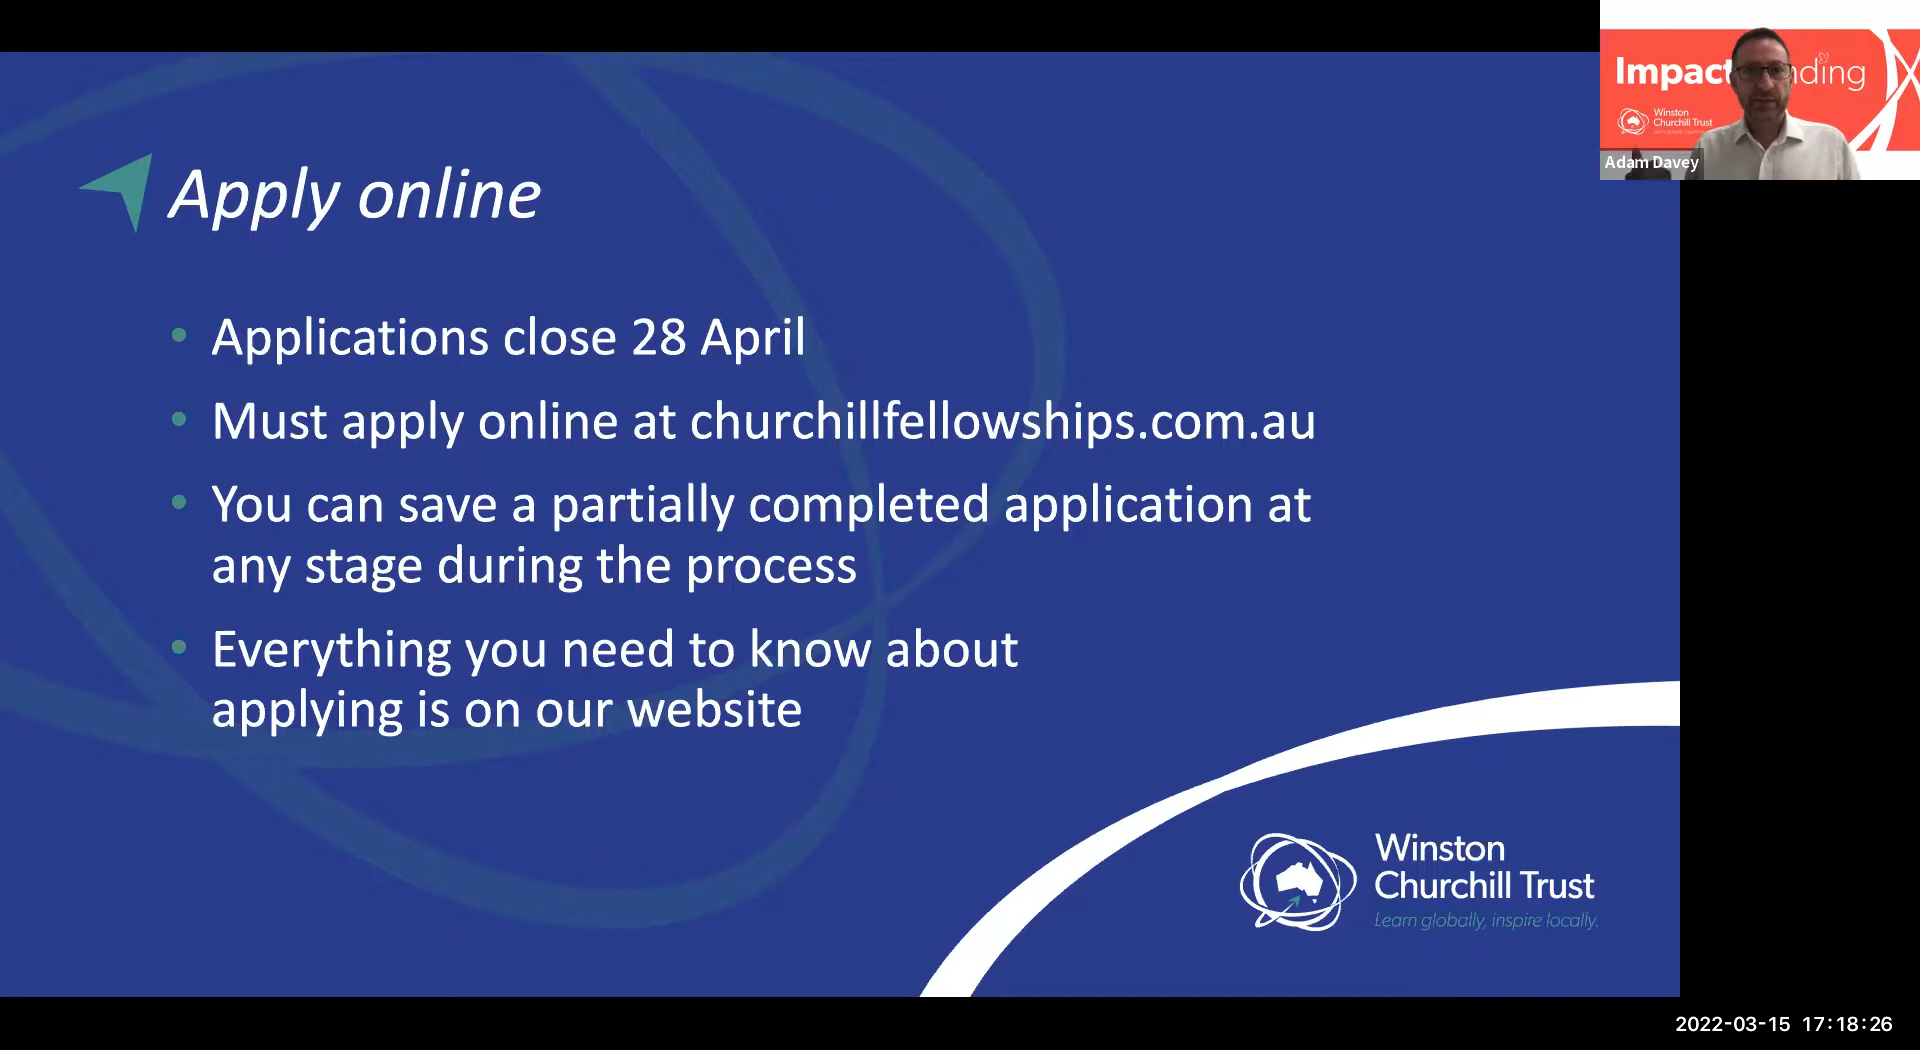 Apply online
Applications close 28 April
Must apply online at churchillfellowships.com.au
You can save a partially completed application at
any stage during the process
Everything you need to know about
applying is on our website
Winston
Churchill Trust
Learn globally, inspire locally.
Impact
nding
Winston
Churchill Trust
Adam Davey
2022-03-15 17:18:26